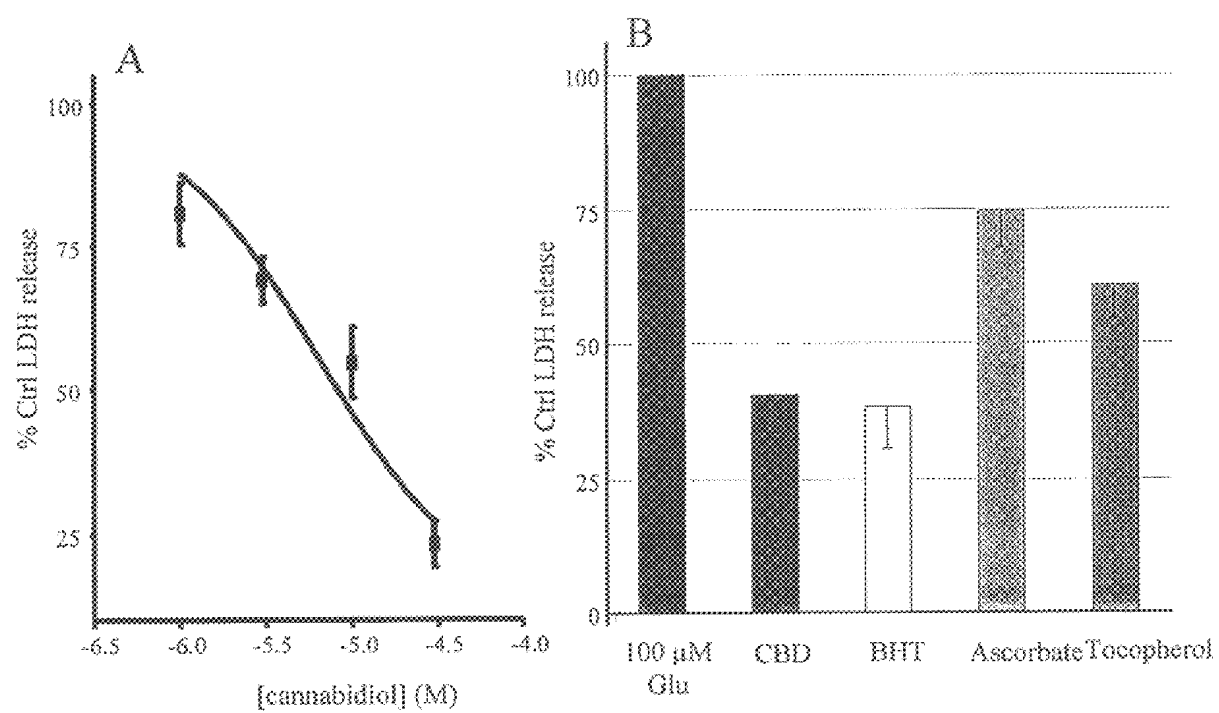 A
100
75
50
25
% Ctrl LDH release
-6.5 -6.0 -5.5 -5.0 -4.5 -4.0
[cannabidiol] (M)
B
100
75
50
25
0
% Ctrl LDH release
100 μM CBD BHT Ascorbate Tocopherol
Glu